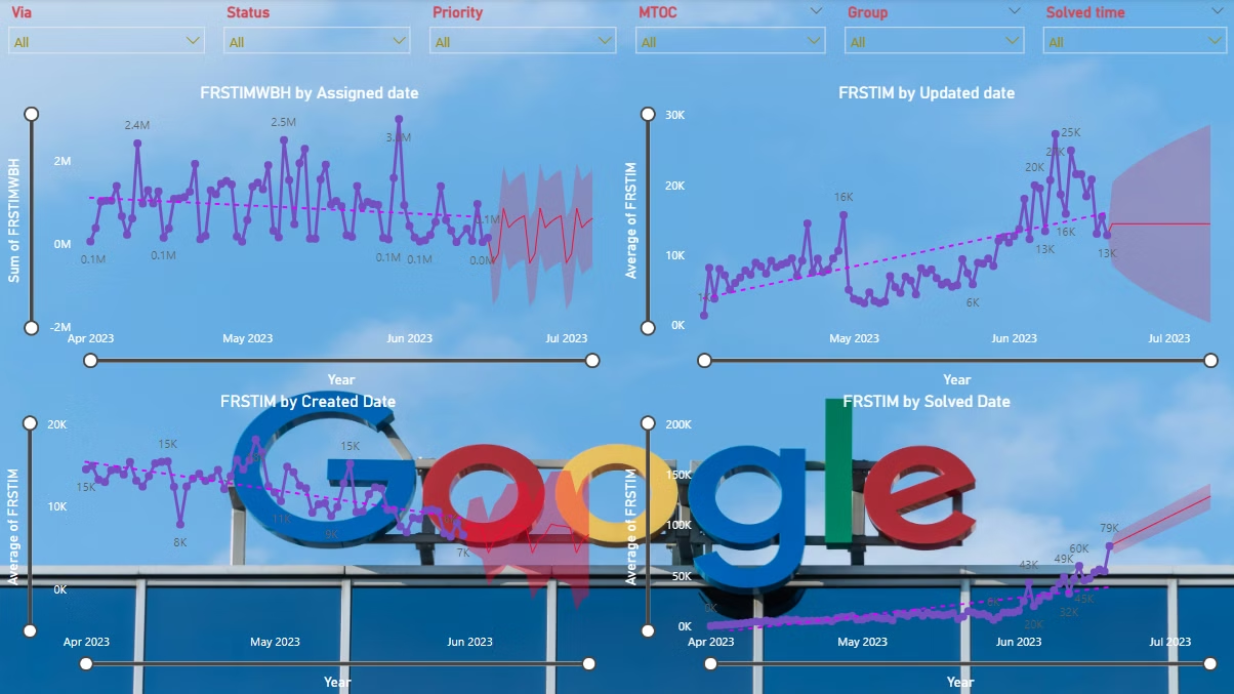 Via
Status
Priority
MTOC
Group
Solved time
All
All
All
All
All
All
FRSTIMWBH by Assigned date
Sum of FRSTIMWBH
2M
0M
-2M
2.4M
2.5M
0.1M
0.1M
0.1M
0.1M
0.0M
Apr 2023
May 2023
Jun 2023
Jul 2023
Year
FRSTIM by Updated date
Average of FRSTIM
30K
20K
10K
0K
16K
20K
25K
13K
16K
13K
6K
May 2023
Jun 2023
Jul 2023
Year
FRSTIM by Created Date
Average of FRSTIM
20K
10K
0K
15K
15K
8K
11K
15K
9K
7K
Apr 2023
May 2023
Jun 2023
Year
FRSTIM by Solved Date
Average of FRSTIM
200K
150K
100K
50K
0K
6K
43K
20K
49K
32K
60K
45K
79K
Apr 2023
May 2023
Jun 2023
Jul 2023
Year
Google